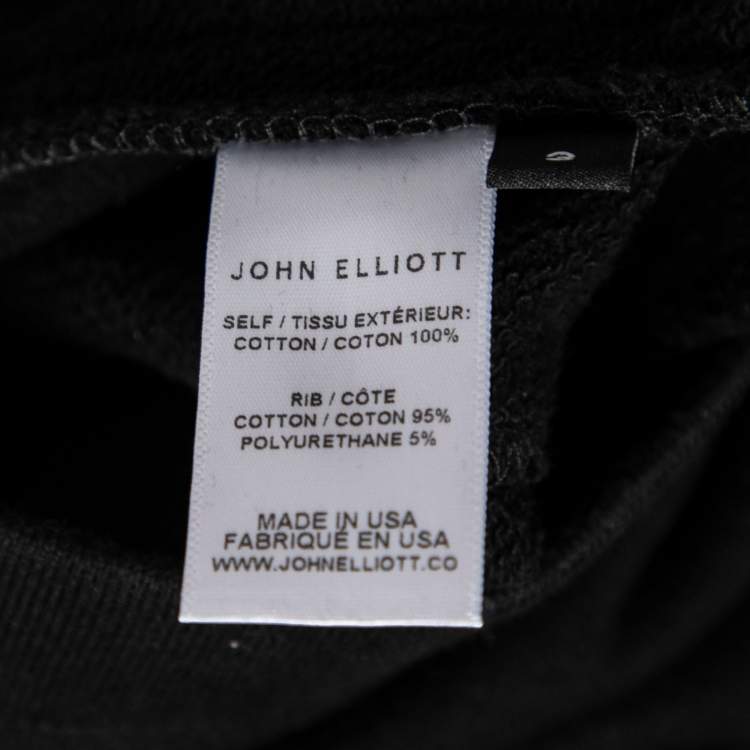 JOHN ELLIOTT
SELF / TISSU EXTÉRIEUR:
COTTON / COTON 100%
RIB / CÔTE
COTTON / COTON 95%
POLYURETHANE 5%
MADE IN USA
FABRIQUÉ EN USA
WWW.JOHNELLIOTT.CO
0